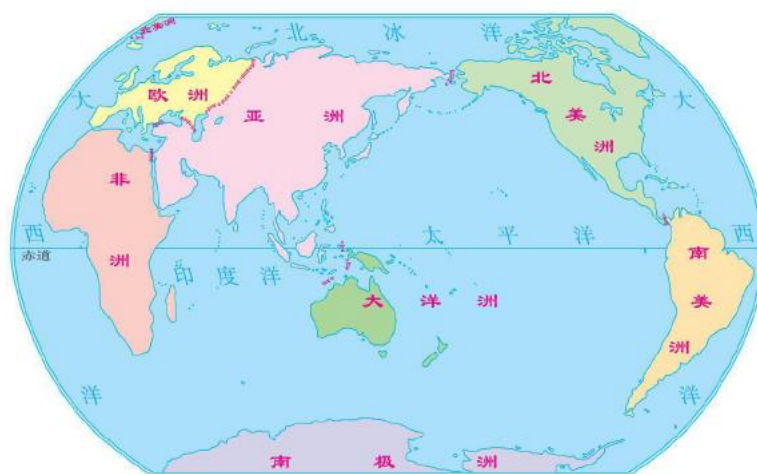 北 冰 洋
欧 洲
亚 洲
北
美
洲
大
西
洋
大
西
洋
非
洲
太 平 洋
赤道
印 度 洋
大 洋 洲
南
美
洲
南 极 洲